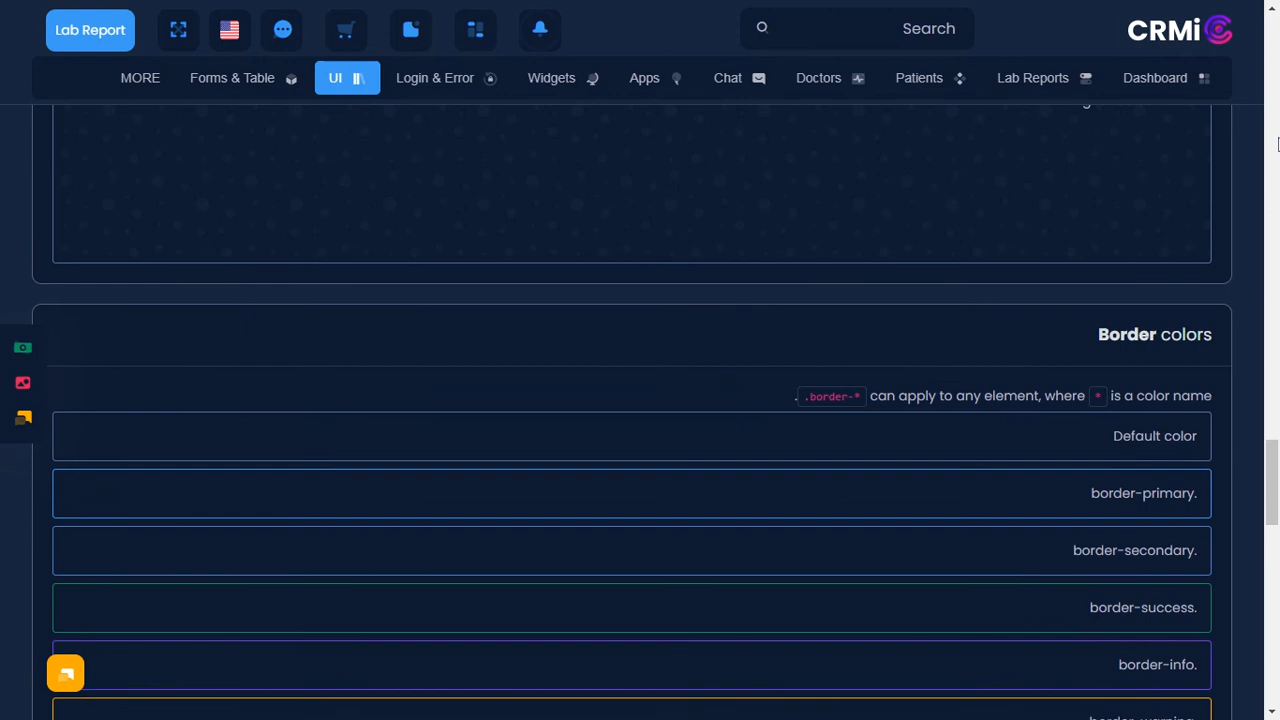 Lab Report
Search
CRMi
MORE
Forms & Table
UI
Login & Error
Widgets
Apps
Chat
Doctors
Patients
Lab Reports
Dashboard
Border colors
. .border-* can apply to any element, where * is a color name
Default color
border-primary.
border-secondary.
border-success.
border-info.
border-warning.